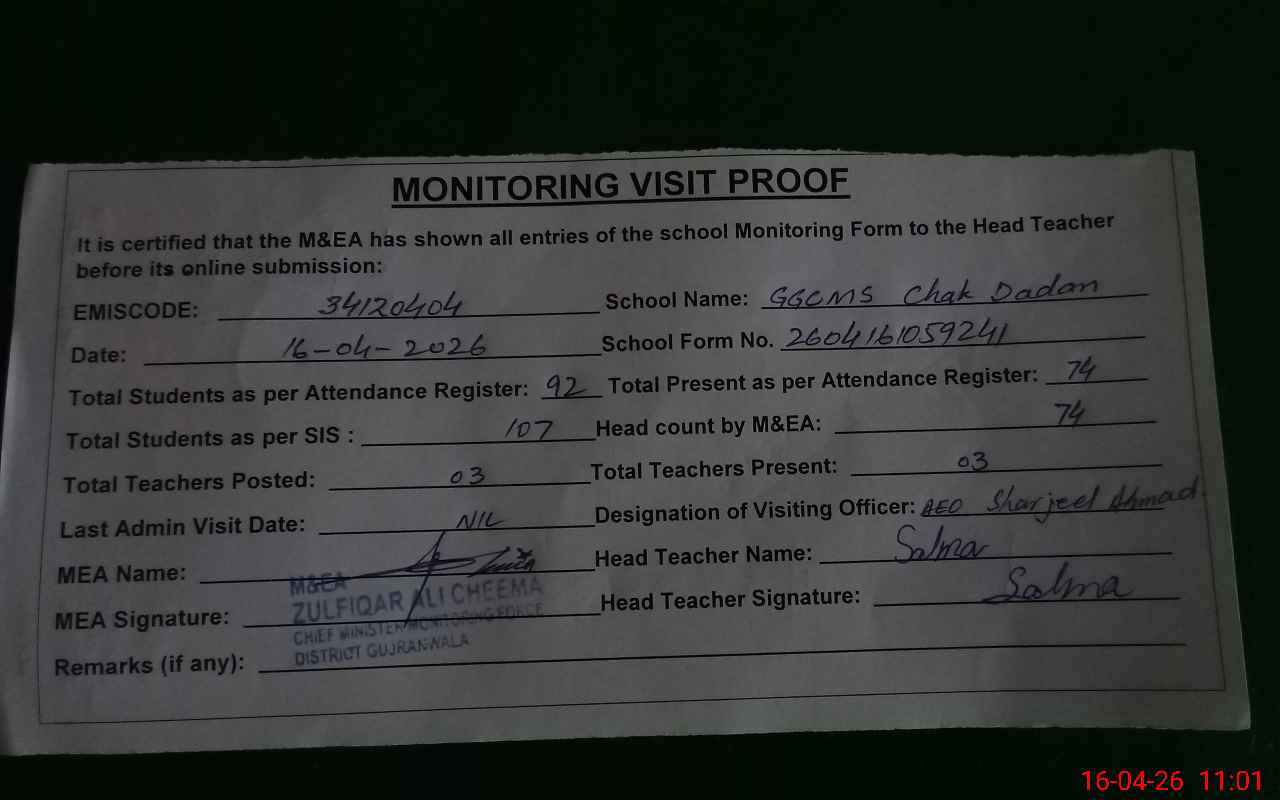 MONITORING VISIT PROOF
It is certified that the M&EA has shown all entries of the school Monitoring Form to the Head Teacher
before its online submission:
EMISCODE: 34120404 School Name: GGCMS Chak Dadan
Date: 16-04-2026 School Form No. 2604161059241
Total Students as per Attendance Register: 92 Total Present as per Attendance Register: 74
Total Students as per SIS : 107 Head count by M&EA: 74
Total Teachers Posted: 03 Total Teachers Present: 03
Last Admin Visit Date: NIL Designation of Visiting Officer: AEO Sharjeel Ahmad
MEA Name: Head Teacher Name: Salma
MEA Signature: Head Teacher Signature: Salma
M&EA
ZULFIQAR ALI CHEEMA
CHIEF MINISTER MONITORING FORCE
DISTRICT GUJRANWALA
Remarks (if any):
16-04-26 11:01